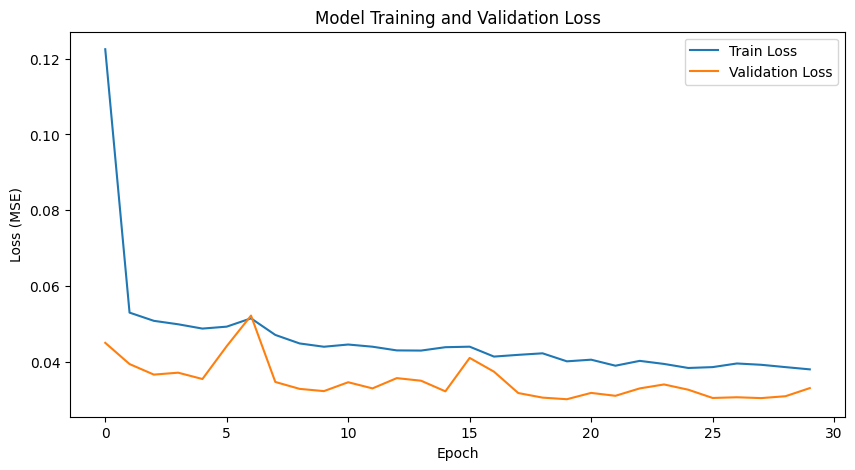 Model Training and Validation Loss
Train Loss
Validation Loss
0.12
0.10
0.08
0.06
0.04
Loss (MSE)
0 5 10 15 20 25 30
Epoch